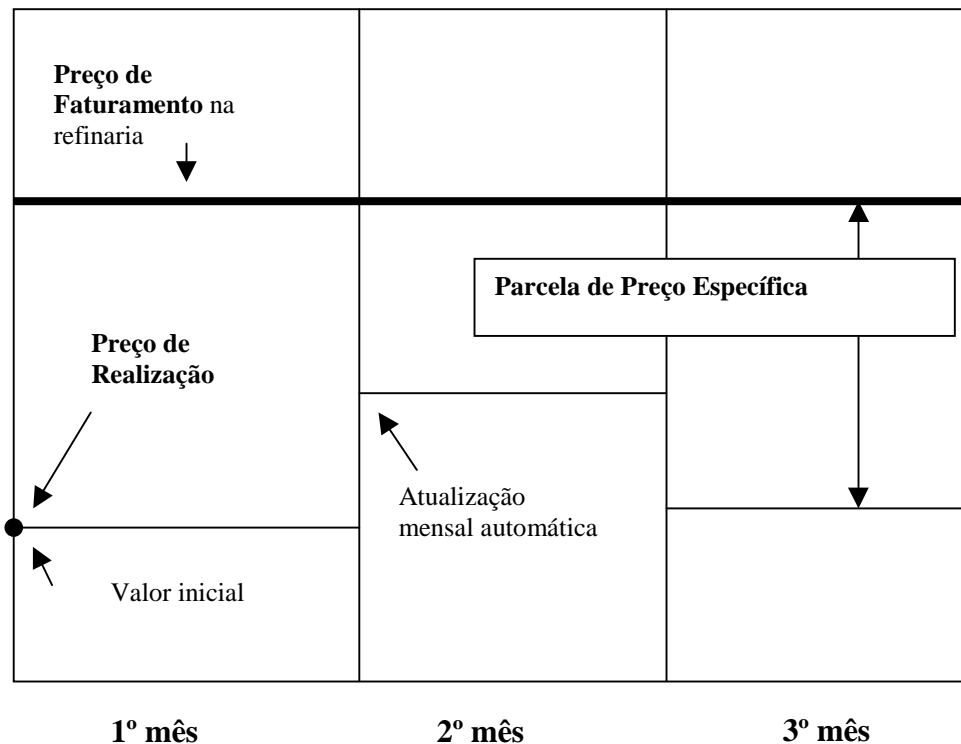 Preço de
Faturamento na
refinaria
Parcela de Preço Específica
Preço de
Realização
Atualização
mensal automática
Valor inicial
1º mês
2º mês
3º mês